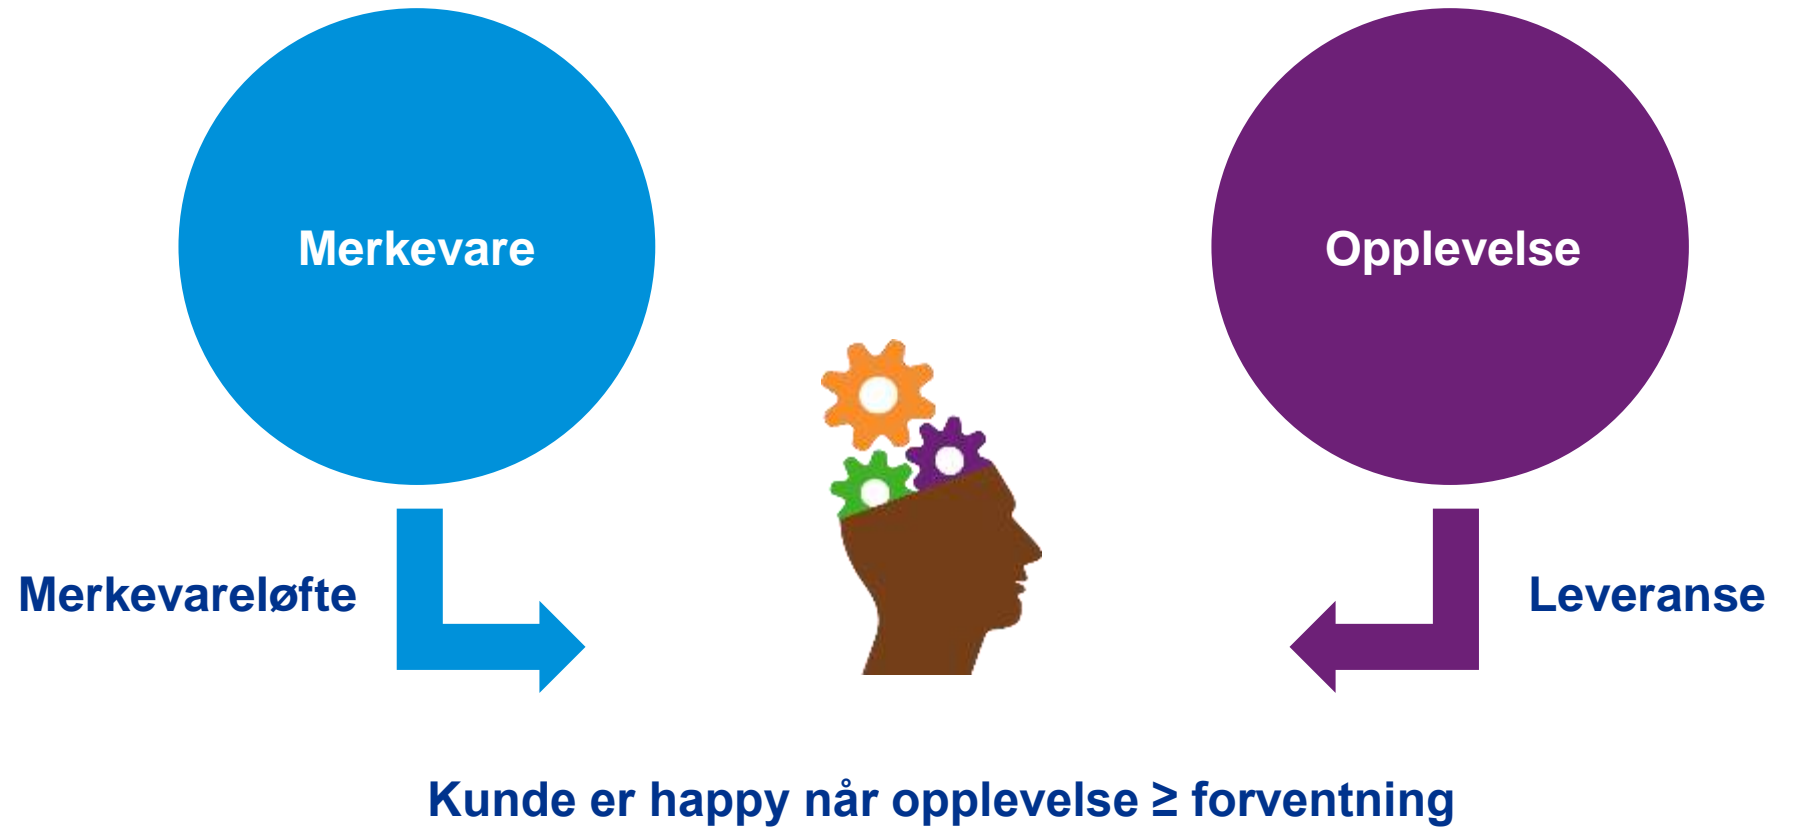 Merkevare
Opplevelse
Merkevareløfte
Leveranse
Kunde er happy når opplevelse ≥ forventning